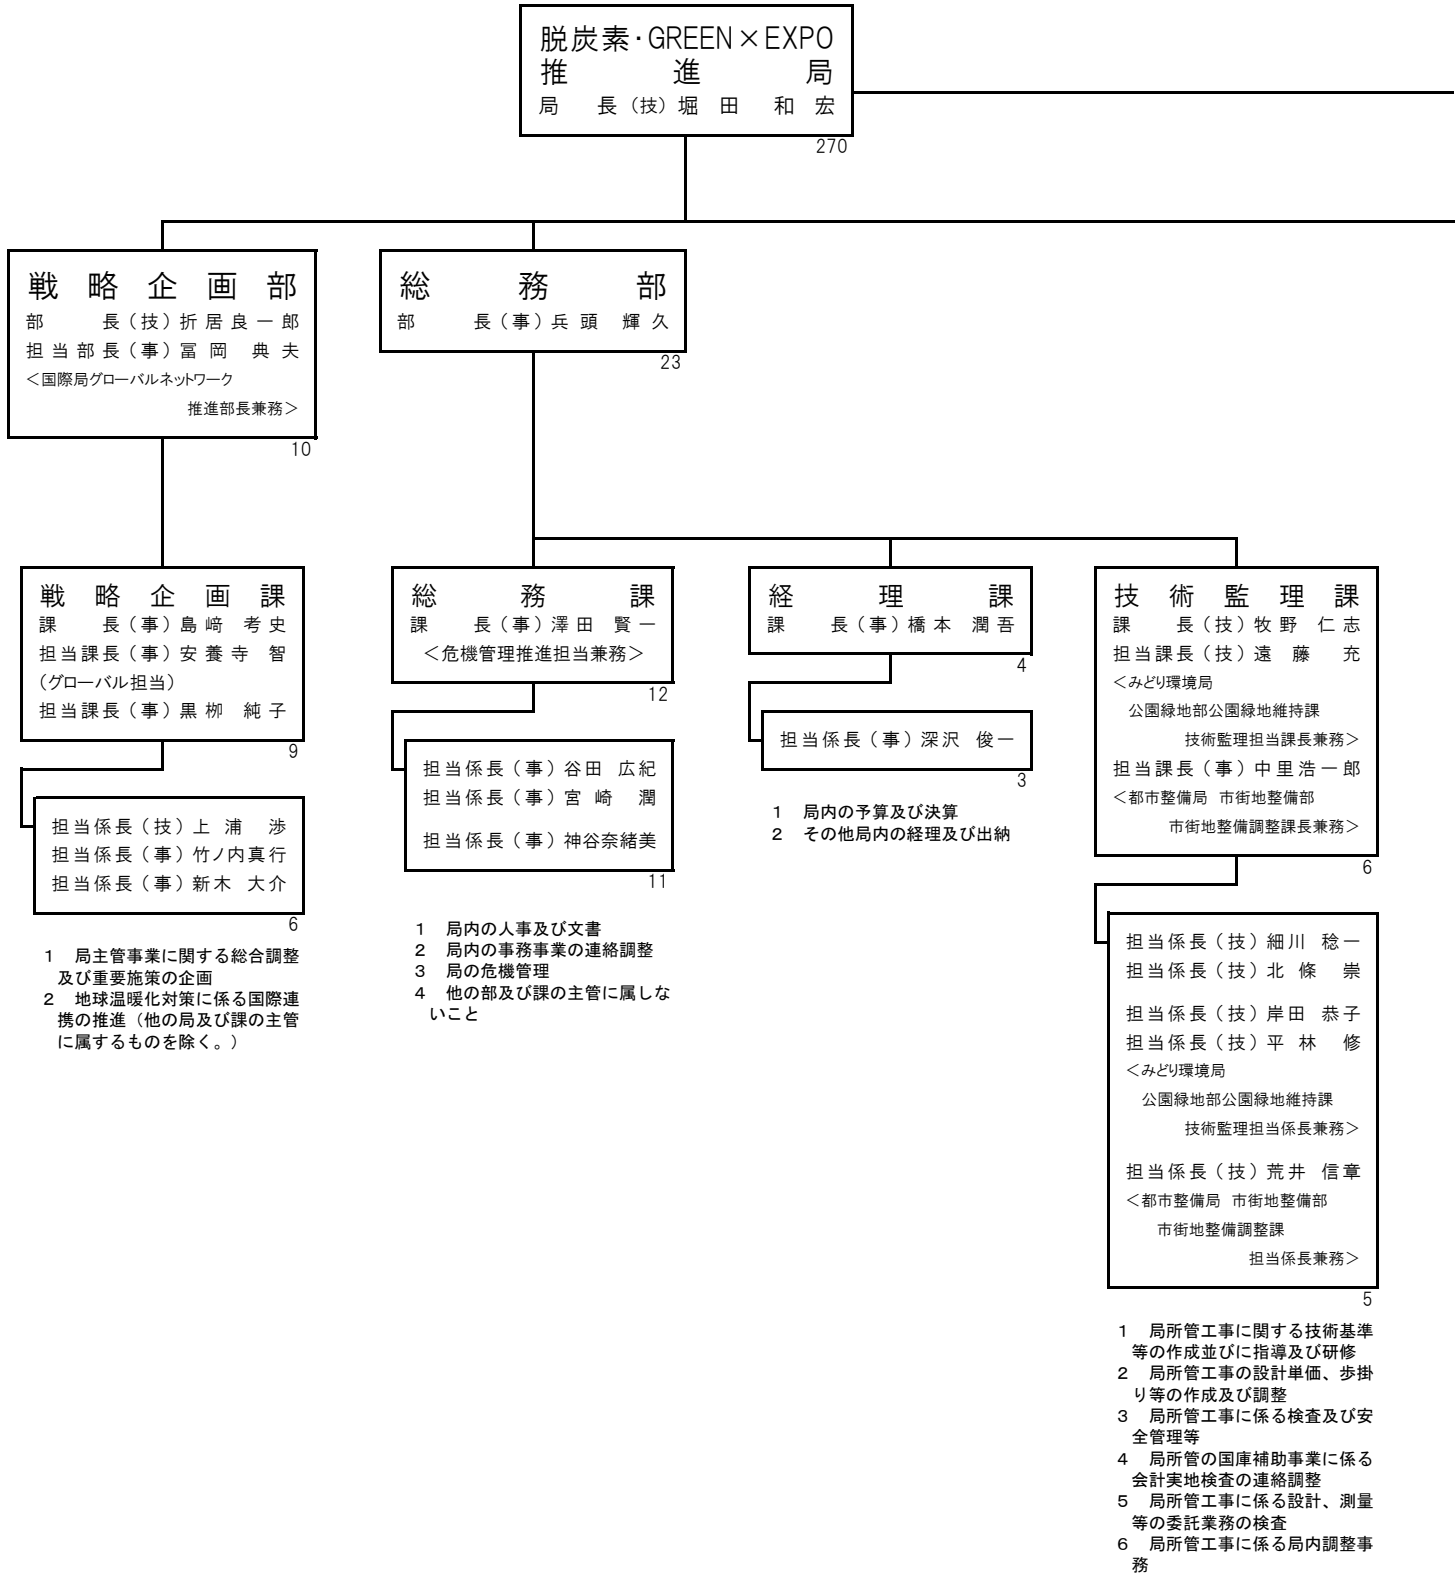 脱炭素・GREEN×EXPO
推進局
局長（技）堀田和宏
270
戦略企画部
部長（技）折居良一郎
担当部長（事）冨岡典夫
＜国際局グローバルネットワーク
推進部長兼務＞
10
総務部
部長（事）兵頭輝久
23
戦略企画課
課長（事）島﨑考史
担当課長（事）安養寺智
（グローバル担当）
担当課長（事）黒栁純子
9
担当係長（技）上浦渉
担当係長（事）竹ノ内真行
担当係長（事）新木大介
6
1 局主管事業に関する総合調整
及び重要施策の企画
2 地球温暖化対策に係る国際連
携の推進（他の局及び課の主管
に属するものを除く。）
総務課
課長（事）澤田賢一
＜危機管理推進担当兼務＞
12
担当係長（事）谷田広紀
担当係長（事）宮崎潤
担当係長（事）神谷奈緒美
11
1 局内の人事及び文書
2 局内の事務事業の連絡調整
3 局の危機管理
4 他の部及び課の主管に属しな
いこと
経理課
課長（事）橋本潤吾
4
担当係長（事）深沢俊一
3
1 局内の予算及び決算
2 その他局内の経理及び出納
技術監理課
課長（技）牧野仁志
担当課長（技）遠藤充
＜みどり環境局
公園緑地部公園緑地維持課
技術監理担当課長兼務＞
担当課長（事）中里浩一郎
＜都市整備局 市街地整備部
市街地整備調整課長兼務＞
6
担当係長（技）細川稔一
担当係長（技）北條崇
担当係長（技）岸田恭子
担当係長（技）平林修
＜みどり環境局
公園緑地部公園緑地維持課
技術監理担当係長兼務＞
担当係長（技）荒井信章
＜都市整備局 市街地整備部
市街地整備調整課
担当係長兼務＞
5
1 局所管工事に関する技術基準
等の作成並びに指導及び研修
2 局所管工事の設計単価、歩掛
り等の作成及び調整
3 局所管工事に係る検査及び安
全管理等
4 局所管の国庫補助事業に係る
会計実地検査の連絡調整
5 局所管工事に係る設計、測量
等の委託業務の検査
6 局所管工事に係る局内調整事
務